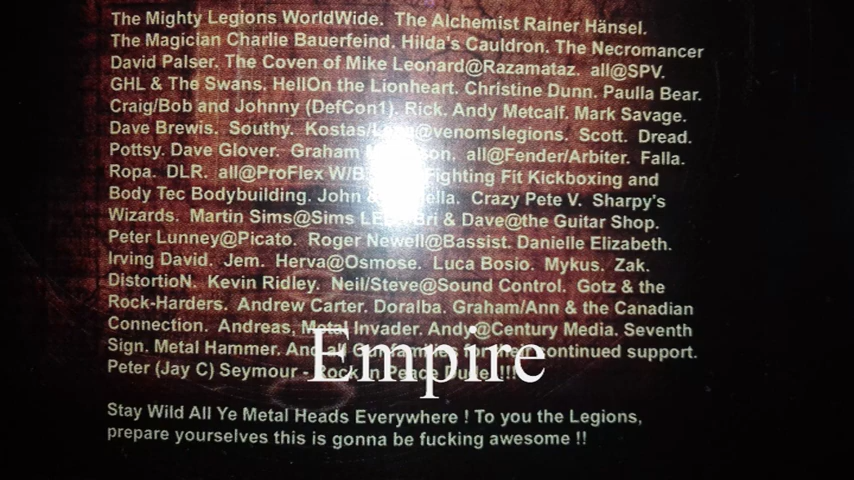 The Mighty Legions WorldWide. The Alchemist Rainer Hänsel.
The Magician Charlie Bauerfeind. Hilda's Cauldron. The Necromancer
David Palser. The Coven of Mike Leonard@Razamataz. all@SPV.
GHL & The Swans. HellOn the Lionheart. Christine Dunn. Paulla Bear.
Craig/Bob and Johnny (DefCon1). Rick. Andy Metcalf. Mark Savage.
Dave Brewis. Southy. Kostas/ @venomslegions. Scott. Dread.
Pottsy. Dave Glover. Graham all@Fender/Arbiter. Falla.
Ropa. DLR. all@ProFlex Fighting Fit Kickboxing and
Body Tec Bodybuilding. John Crazy Pete V. Sharpy's
Wizards. Martin Sims@Sims Bri & Dave@the Guitar Shop.
Peter Lunney@Picato. Roger Newell@Bassist. Danielle Elizabeth.
Irving David. Jem. Herva@Osmose. Luca Bosio. Mykus. Zak.
DistortioN. Kevin Ridley. Neil/Steve@Sound Control. Gotz & the
Rock-Harders. Andrew Carter. Doralba. Graham/Ann & the Canadian
Connection. Andreas, Metal Invader. Andy@Century Media. Seventh
Sign. Metal Hammer. And all continued support.
Peter (Jay C) Seymour - Rock in Peace
Empire
Stay Wild All Ye Metal Heads Everywhere ! To you the Legions,
prepare yourselves this is gonna be fucking awesome !!